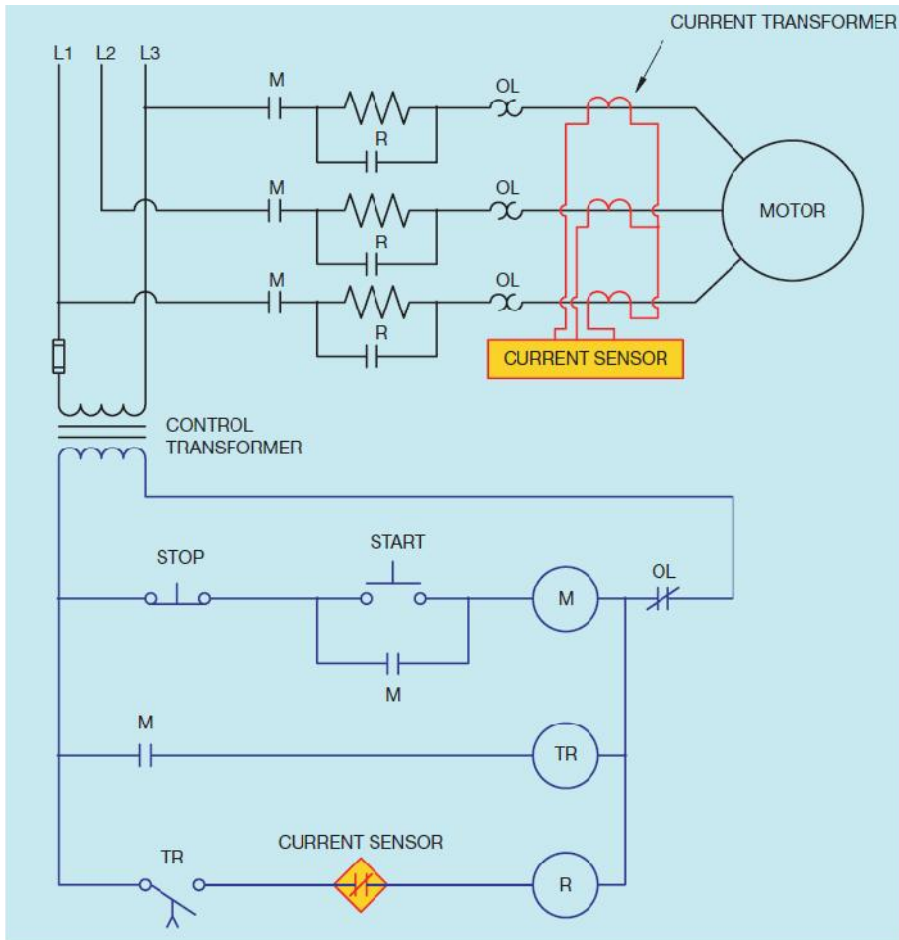 CURRENT TRANSFORMER
L1 L2 L3
M
OL
R
M
OL
MOTOR
R
M
OL
R
CURRENT SENSOR
CONTROL
TRANSFORMER
STOP
START
OL
M
M
M
TR
CURRENT SENSOR
TR
R